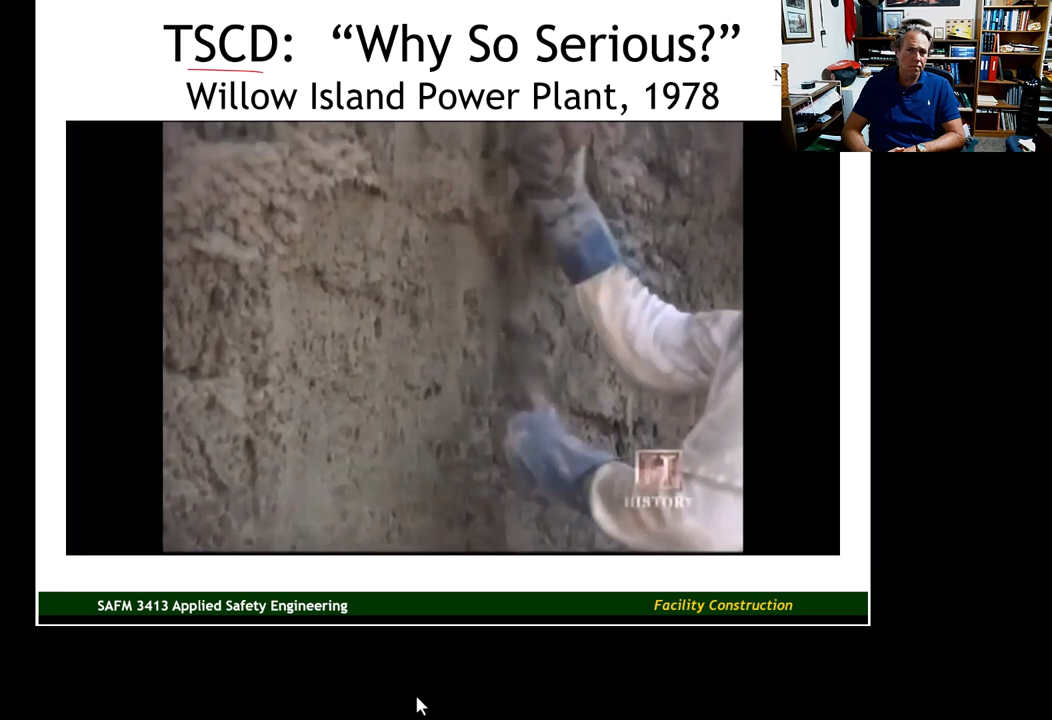 TSCD: “Why So Serious?”
Willow Island Power Plant, 1978
N
H
HISTORY
SAFM 3413 Applied Safety Engineering
Facility Construction